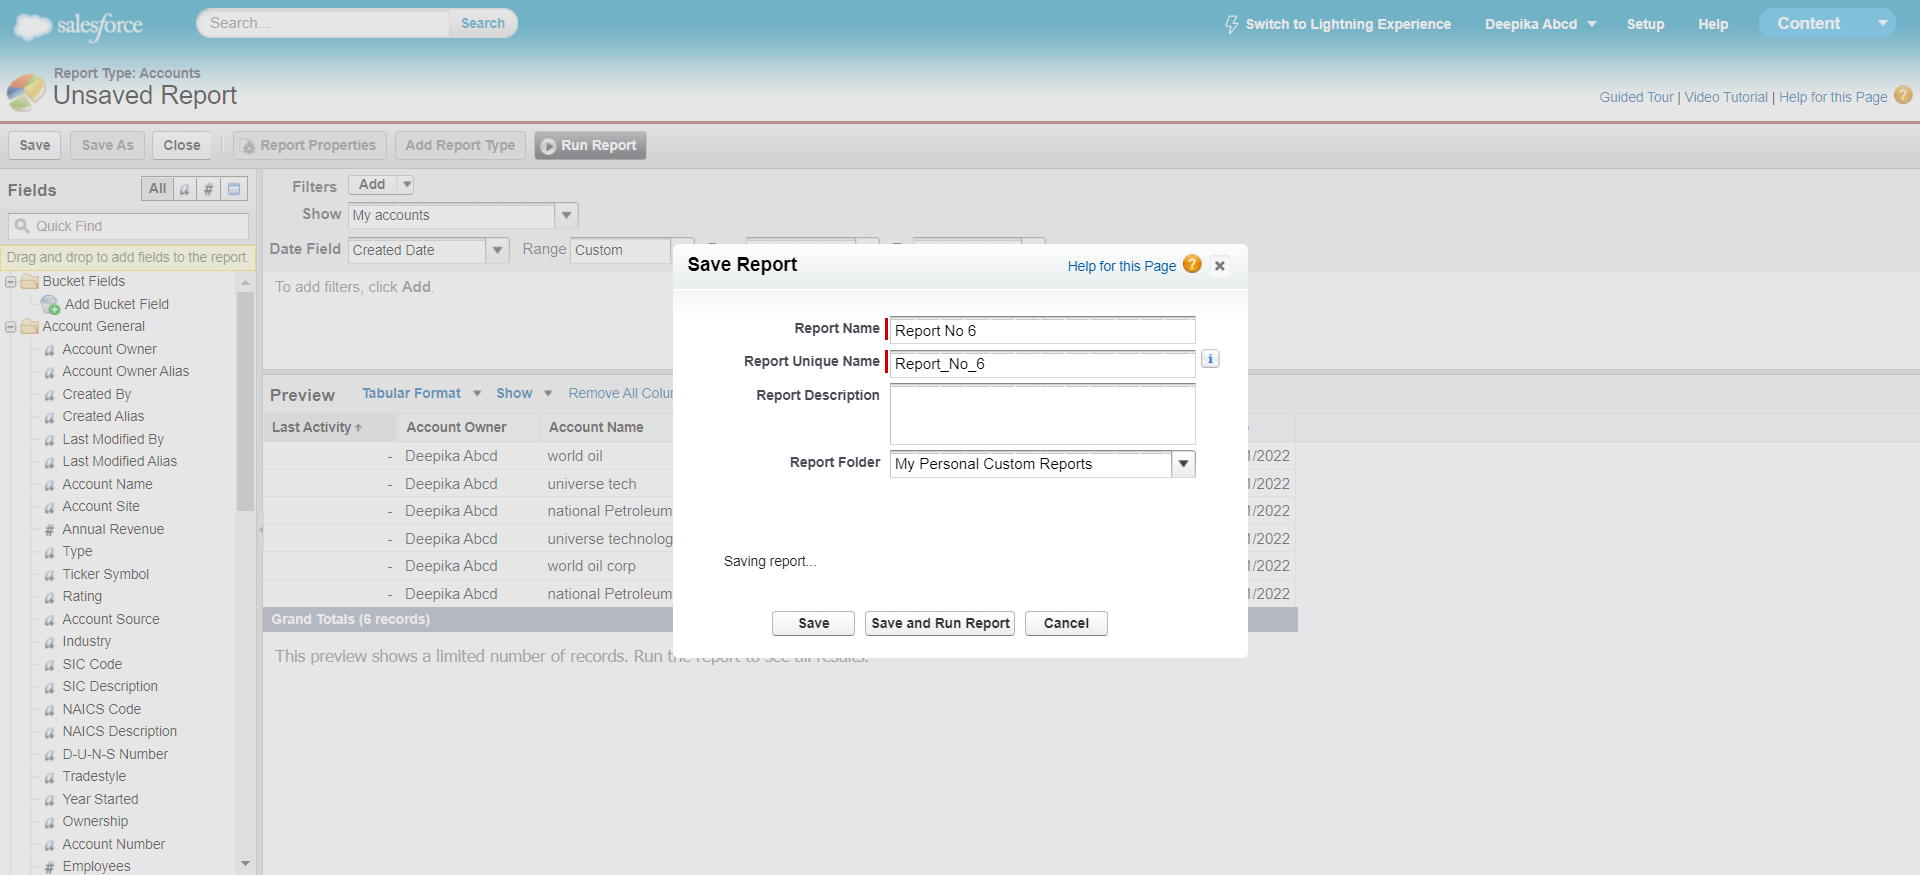 salesforce
Search...
Search
Switch to Lightning Experience
Deepika Abcd
Setup
Help
Content
Report Type: Accounts
Unsaved Report
Guided Tour | Video Tutorial | Help for this Page ?
Save
Save As
Close
Report Properties
Add Report Type
Run Report
Fields
All
a
#
Quick Find
Drag and drop to add fields to the report.
Bucket Fields
Add Bucket Field
Account General
a Account Owner
a Account Owner Alias
a Created By
a Created Alias
a Last Modified By
a Last Modified Alias
a Account Name
a Account Site
# Annual Revenue
a Type
a Ticker Symbol
a Rating
a Account Source
a Industry
a SIC Code
a SIC Description
a NAICS Code
a NAICS Description
a D-U-N-S Number
a Tradestyle
a Year Started
a Ownership
a Account Number
# Employees
Filters
Add
Show
My accounts
Date Field
Created Date
Range
Custom
To add filters, click Add.
Preview
Tabular Format
Show
Remove All
Last Activity
Account Owner
Account Name
- Deepika Abcd world oil /2022
- Deepika Abcd universe tech /2022
- Deepika Abcd national Petroleum /2022
- Deepika Abcd universe technolog /2022
- Deepika Abcd world oil corp /2022
- Deepika Abcd national Petroleum /2022
Grand Totals (6 records)
This preview shows a limited number of records. Run the report to see all results.
Save Report
Help for this Page ?
Report Name
Report No 6
Report Unique Name
Report_No_6
i
Report Description
Report Folder
My Personal Custom Reports
Saving report...
Save
Save and Run Report
Cancel